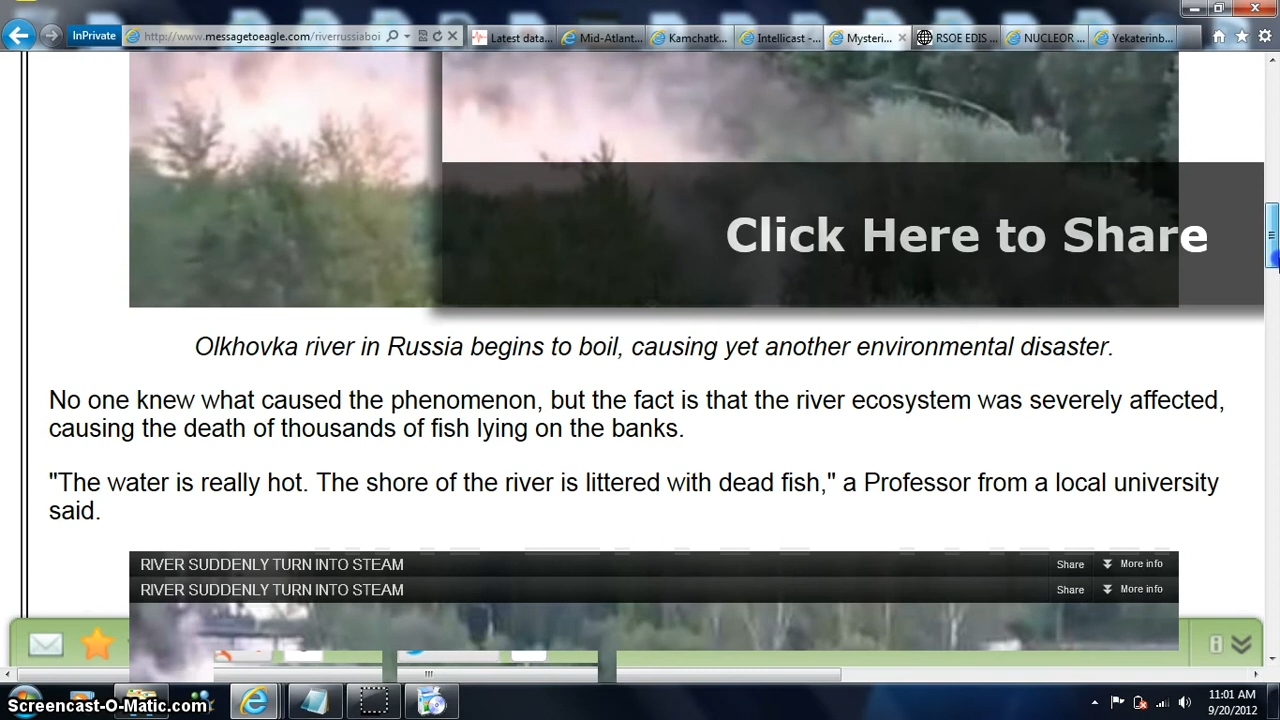 InPrivate
http://www.messagetoeagle.com/riverrussiaboi
Latest data...
Mid-Atlant...
Kamchatk...
Intellicast -...
Mysteri...
RSOE EDIS ...
NUCLEOR ...
Yekaterinb...
Click Here to Share
Olkhovka river in Russia begins to boil, causing yet another environmental disaster.
No one knew what caused the phenomenon, but the fact is that the river ecosystem was severely affected,
causing the death of thousands of fish lying on the banks.
"The water is really hot. The shore of the river is littered with dead fish," a Professor from a local university
said.
RIVER SUDDENLY TURN INTO STEAM
Share
More info
RIVER SUDDENLY TURN INTO STEAM
Share
More info
11:01 AM
9/20/2012
Screencast-O-Matic.com